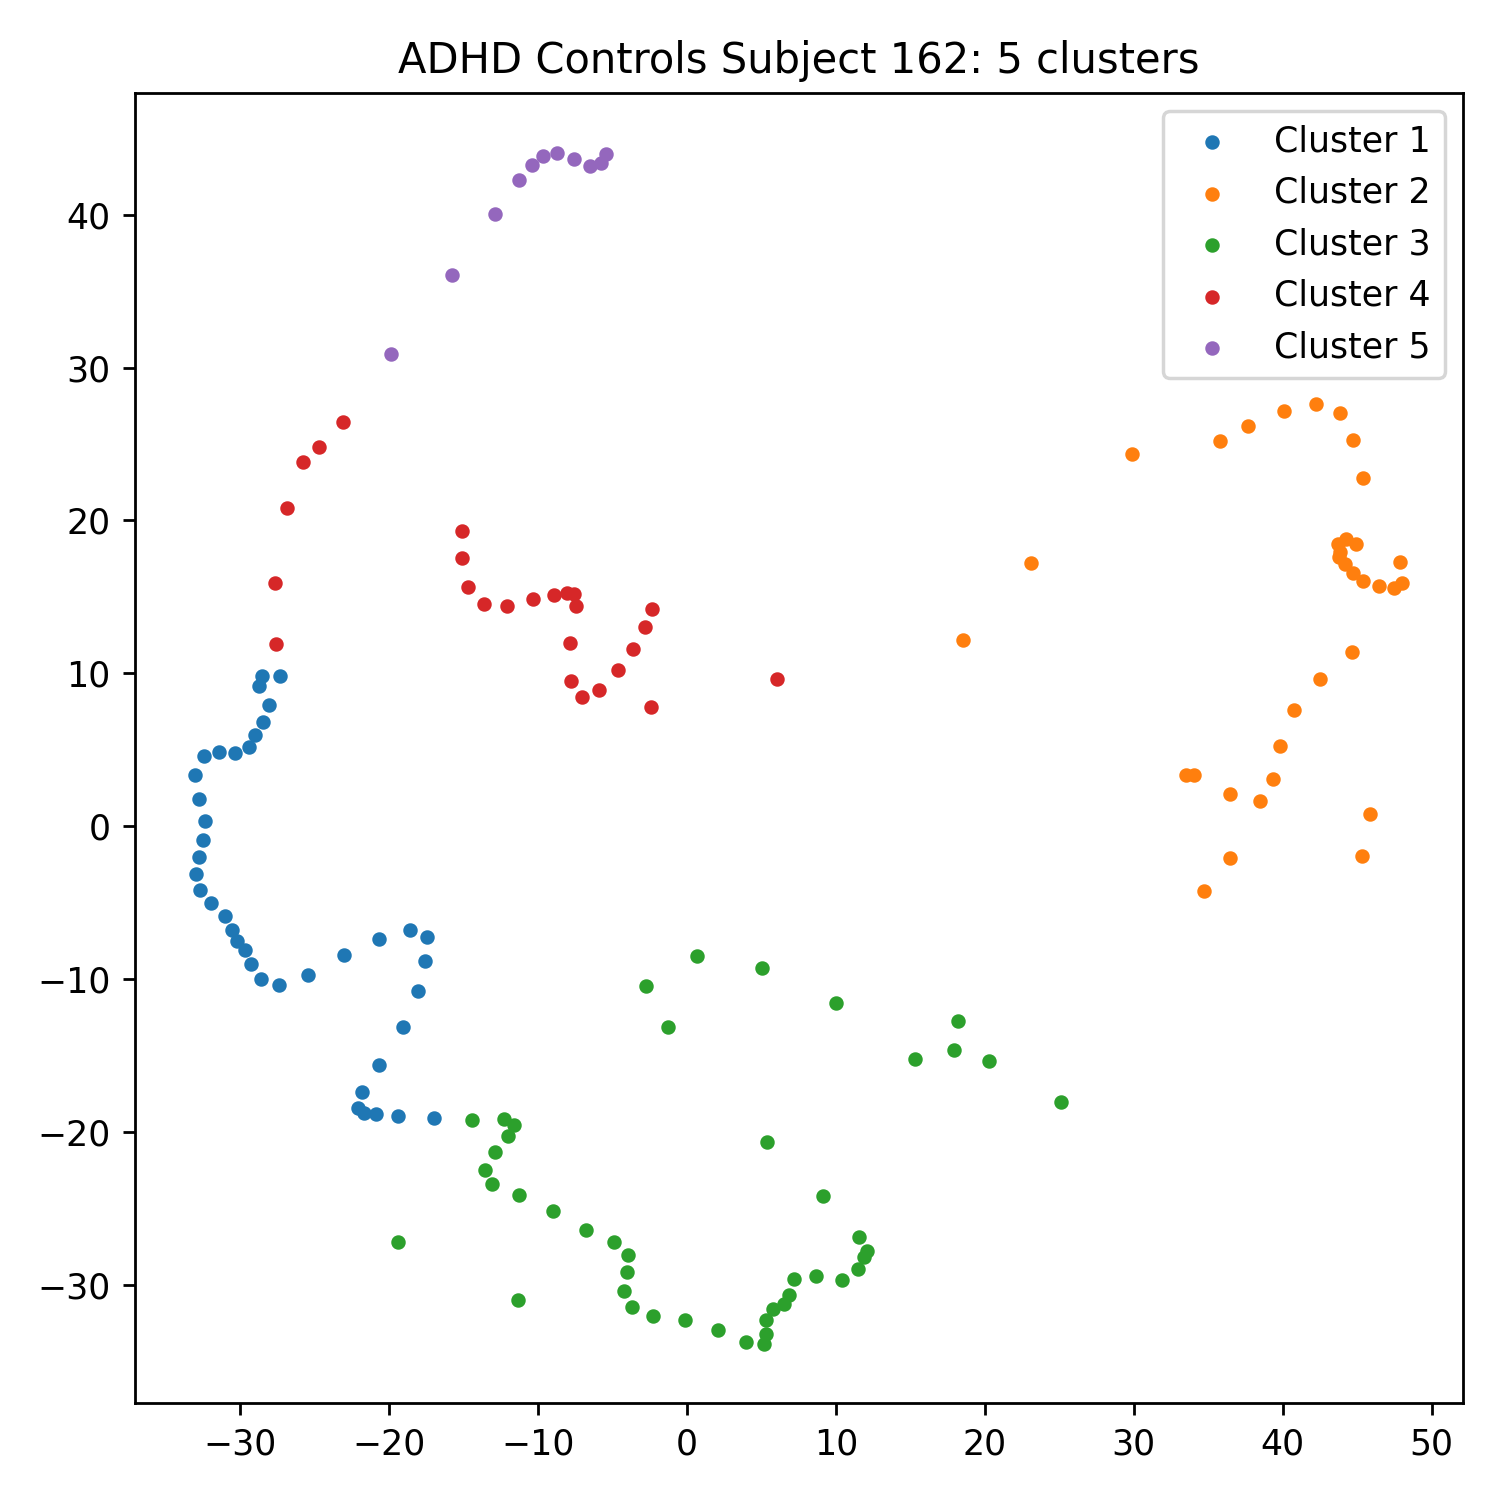 ADHD Controls Subject 162: 5 clusters
Cluster 1
Cluster 2
Cluster 3
Cluster 4
Cluster 5
40
30
20
10
0
−10
−20
−30
−30 −20 −10 0 10 20 30 40 50